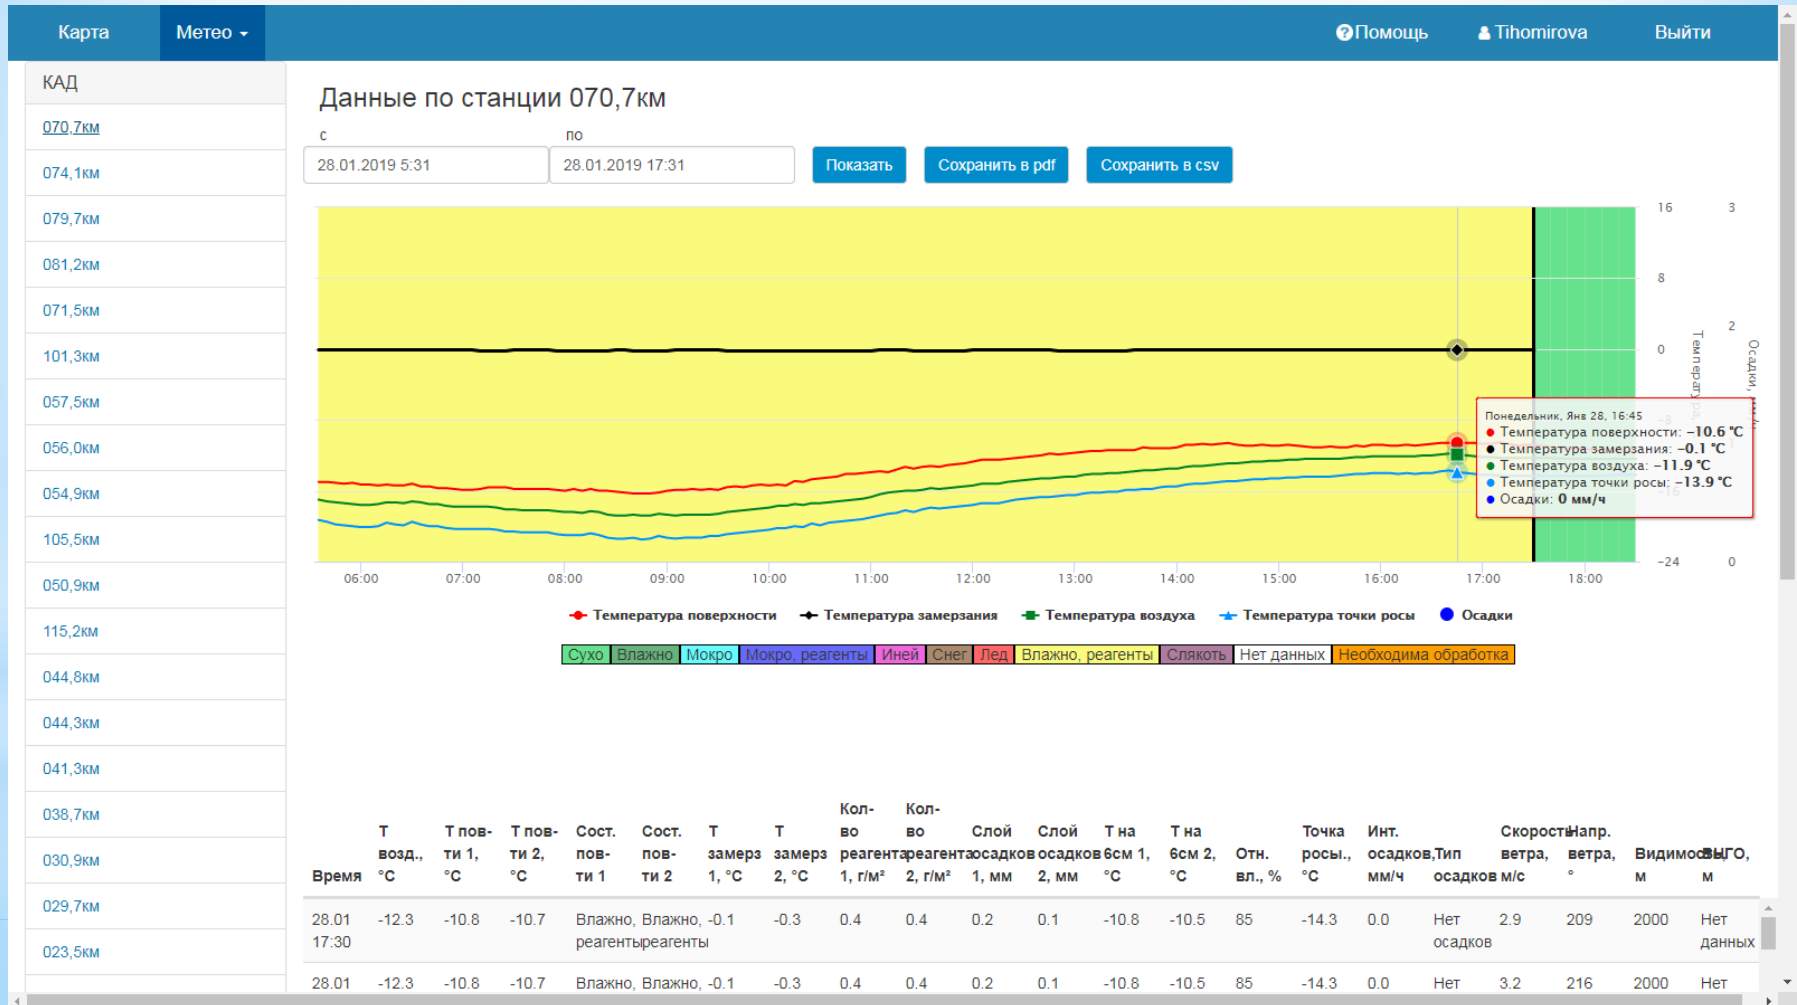 Карта
Метео
Помощь
Tihomirova
Выйти
КАД
070,7км
074,1км
079,7км
081,2км
071,5км
101,3км
057,5км
056,0км
054,9км
105,5км
050,9км
115,2км
044,8км
044,3км
041,3км
038,7км
030,9км
029,7км
023,5км
Данные по станции 070,7км
с по
28.01.2019 5:31 28.01.2019 17:31 Показать Сохранить в pdf Сохранить в csv
16 3
8
2
0
-8
1
-16
-24 0
Температура,
Осадки, мм/ч
Понедельник, Янв 28, 16:45
Температура поверхности: −10.6 °C
Температура замерзания: −0.1 °C
Температура воздуха: −11.9 °C
Температура точки росы: −13.9 °C
Осадки: 0 мм/ч
06:00 07:00 08:00 09:00 10:00 11:00 12:00 13:00 14:00 15:00 16:00 17:00 18:00
Температура поверхности Температура замерзания Температура воздуха Температура точки росы Осадки
Сухо Влажно Мокро Мокро, реагенты Иней Снег Лед Влажно, реагенты Слякоть Нет данных Необходима обработка
Кол- Кол-
Т Т пов- Т пов- Сост. Сост. Т Т во во Слой Слой Т на Т на Точка Инт. Скорость Напр.
возд., ти 1, ти 2, пов- пов- замерз замерз реагента реагента осадков осадков 6см 1, 6см 2, Отн. росы., осадков, Тип ветра, ветра, Видимость, ВНГО,
Время °C °C °C ти 1 ти 2 1, °C 2, °C 1, г/м² 2, г/м² 1, мм 2, мм °C °C вл., % °C мм/ч осадков м/с ° м м
28.01 -12.3 -10.8 -10.7 Влажно, Влажно, -0.1 -0.3 0.4 0.4 0.2 0.1 -10.8 -10.5 85 -14.3 0.0 Нет 2.9 209 2000 Нет
17:30 реагенты реагенты осадков данных
28.01 -12.3 -10.8 -10.7 Влажно, Влажно, -0.1 -0.3 0.4 0.4 0.2 0.1 -10.8 -10.5 85 -14.3 0.0 Нет 3.2 216 2000 Нет